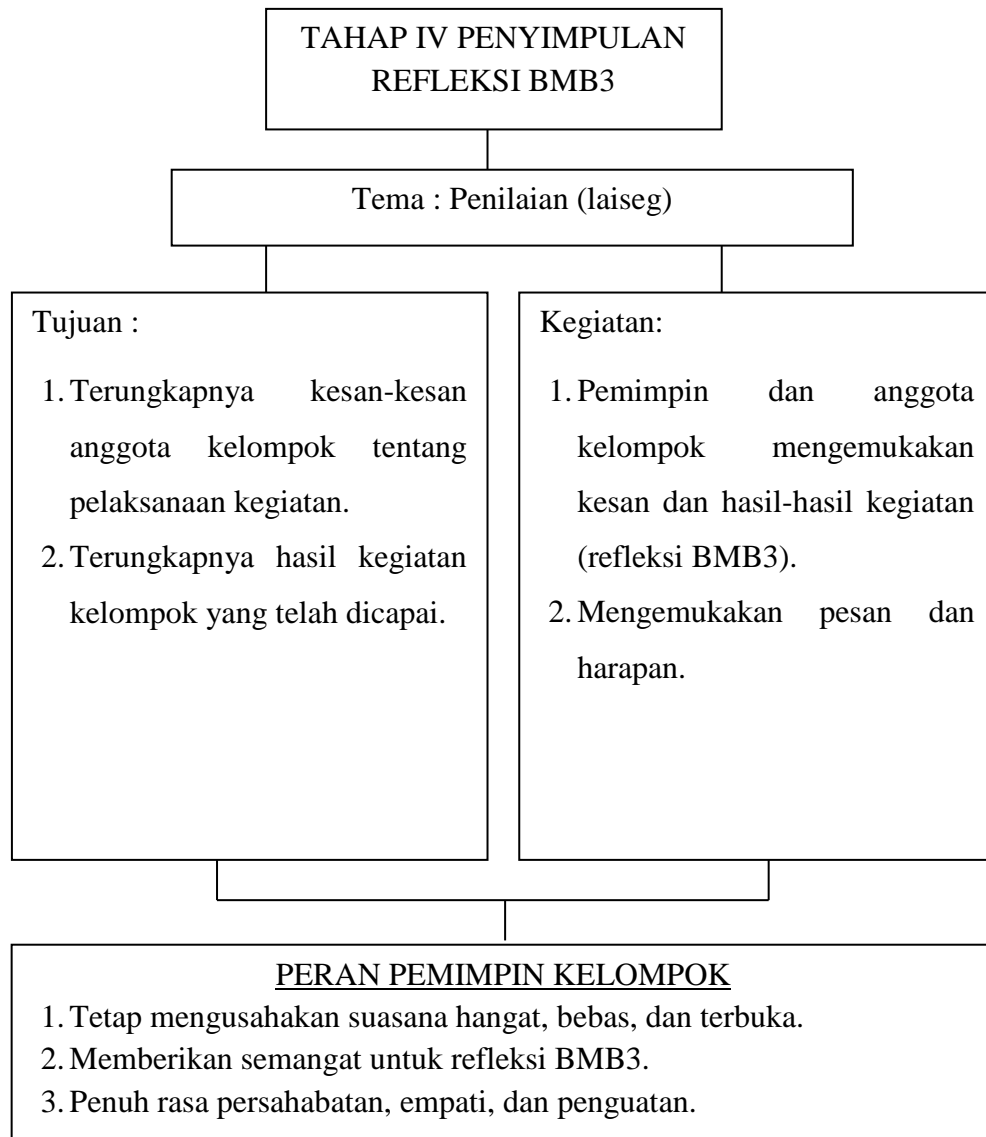 TAHAP IV PENYIMPULAN
REFLEKSI BMB3
Tema : Penilaian (laiseg)
Tujuan :
1. Terungkapnya kesan-kesan
anggota kelompok tentang
pelaksanaan kegiatan.
2. Terungkapnya hasil kegiatan
kelompok yang telah dicapai.
Kegiatan:
1. Pemimpin dan anggota
kelompok mengemukakan
kesan dan hasil-hasil kegiatan
(refleksi BMB3).
2. Mengemukakan pesan dan
harapan.
PERAN PEMIMPIN KELOMPOK
1. Tetap mengusahakan suasana hangat, bebas, dan terbuka.
2. Memberikan semangat untuk refleksi BMB3.
3. Penuh rasa persahabatan, empati, dan penguatan.